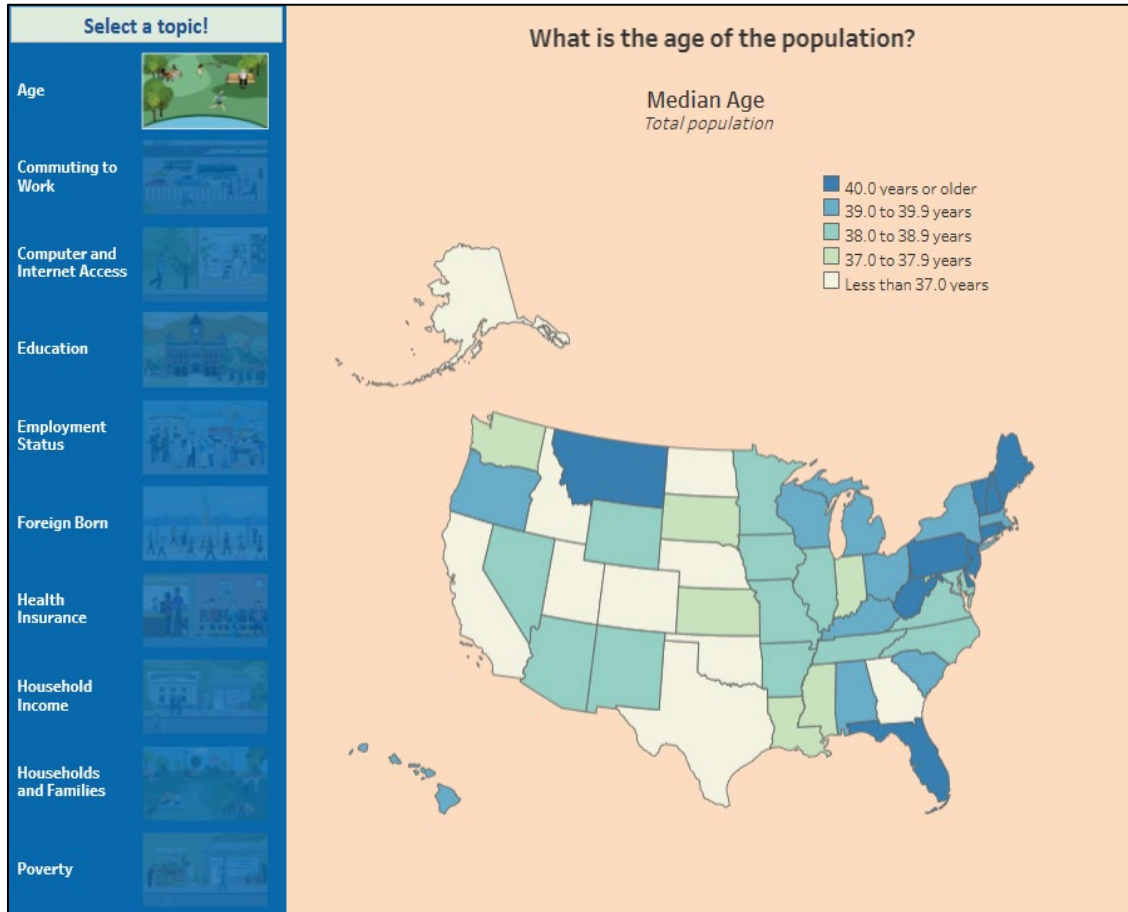 Select a topic!
Age
Commuting to
Work
Computer and
Internet Access
Education
Employment
Status
Foreign Born
Health
Insurance
Household
Income
Households
and Families
Poverty
What is the age of the population?
Median Age
Total population
40.0 years or older
39.0 to 39.9 years
38.0 to 38.9 years
37.0 to 37.9 years
Less than 37.0 years